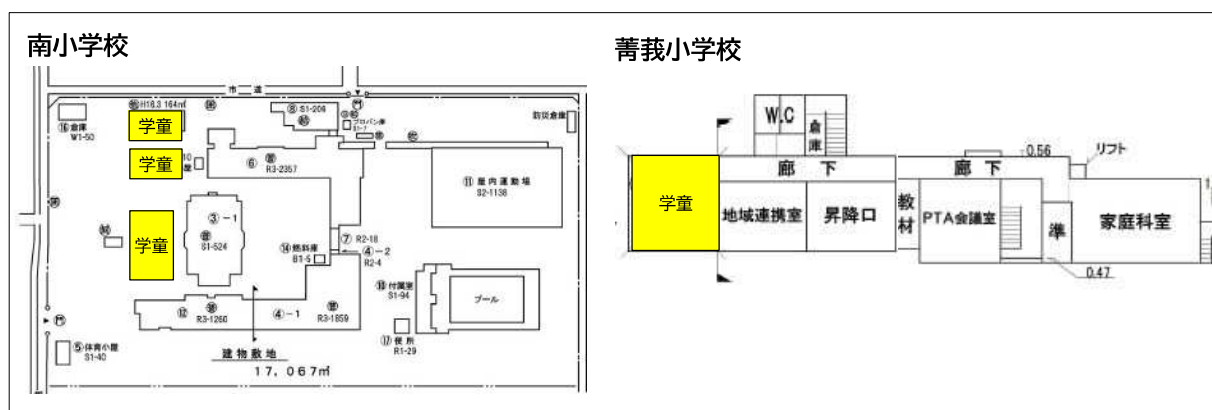 南小学校
市道
H16.3 164㎡
学童
⑯倉庫
W1-50
⑧ S1-206
プロパン庫
S1-7
防災倉庫
学童
⑥
R3-2357
⑪屋内運動場
S2-1138
学童
③-1
S1-524
⑭燃料庫
B1-5
⑦ R2-18
④-2
R2-4
付属室
S1-94
プール
⑫
R3-1260
④-1
R3-1859
⑰便所
R1-29
⑤体育小屋
S1-40
建物敷地
17,067㎡
菁莪小学校
W.C
倉庫
廊下
廊下
0.56
リフト
学童
地域連携室
昇降口
教材
PTA会議室
準
家庭科室
0.47